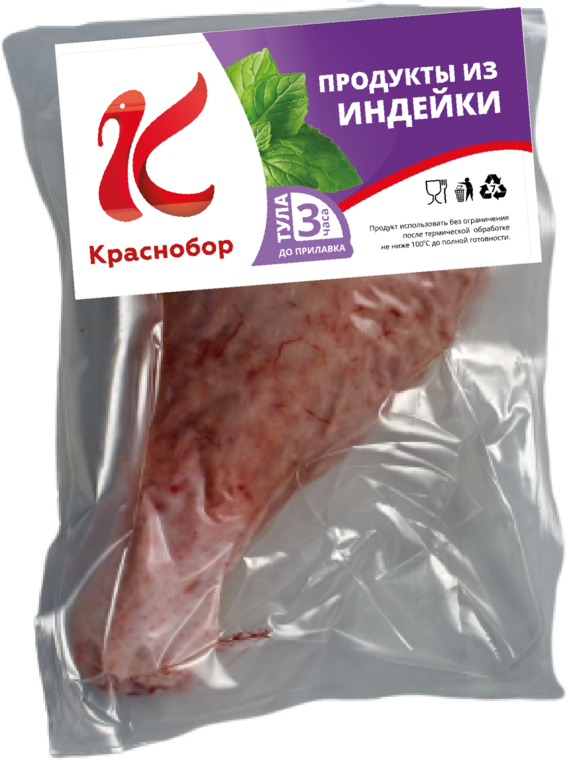 ПРОДУКТЫ ИЗ
ИНДЕЙКИ
Краснобор
ТУЛА
3
часа
ДО ПРИЛАВКА
7
Продукт использовать без ограничения
после термической обработке
не ниже 100°С до полной готовности.